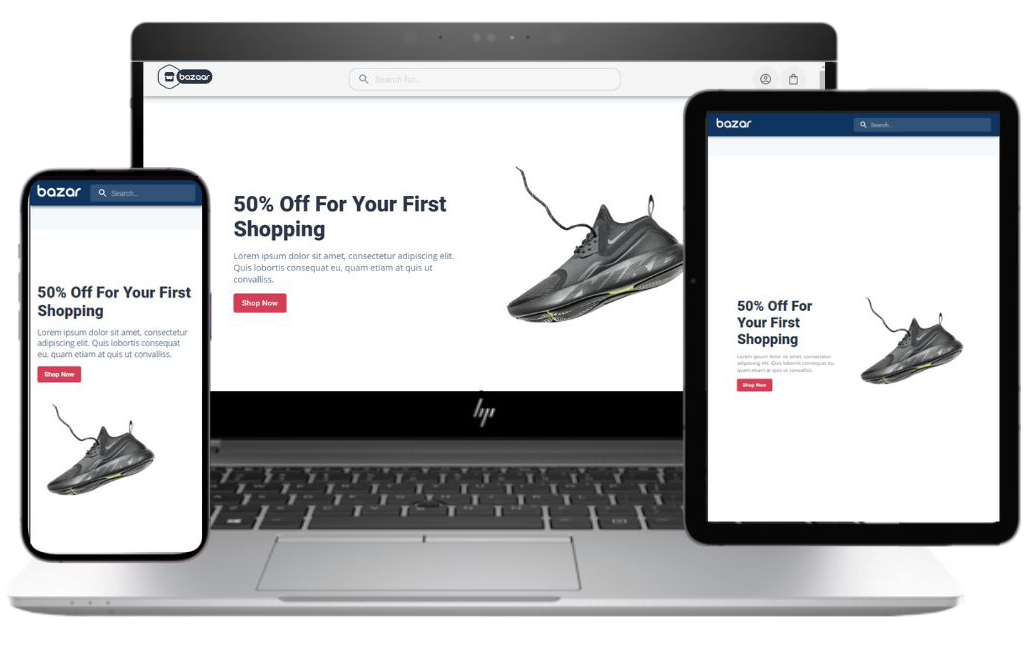 bazaar
Search for..
50% Off For Your First
Shopping
Lorem ipsum dolor sit amet, consectetur adipiscing elit.
Quis lobortis consequat eu, quam etiam at quis ut
convalliss.
Shop Now
hp
bazar
Search...
50% Off For Your First
Shopping
Lorem ipsum dolor sit amet, consectetur
adipiscing elit. Quis lobortis consequat
eu, quam etiam at quis ut convalliss.
Shop Now
bazar
Search...
50% Off For
Your First
Shopping
Lorem ipsum dolor sit amet, consectetur
adipiscing elit. Quis lobortis consequat eu,
quam etiam at quis ut convalliss.
Shop Now